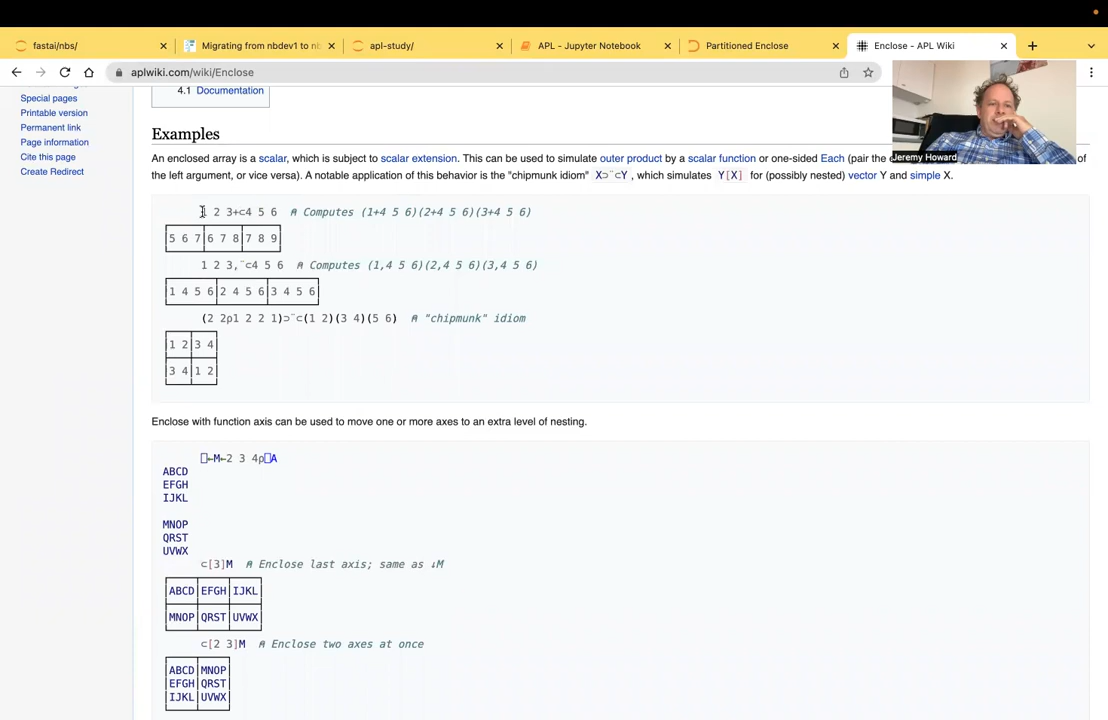 fastai/nbs/
Migrating from nbdev1 to nb
apl-study/
APL - Jupyter Notebook
Partitioned Enclose
Enclose - APL Wiki
aplwiki.com/wiki/Enclose
Special pages
Printable version
Permanent link
Page information
Cite this page
Create Redirect
4.1 Documentation
Jeremy Howard
Examples
An enclosed array is a scalar, which is subject to scalar extension. This can be used to simulate outer product by a scalar function or one-sided Each (pair the of
the left argument, or vice versa). A notable application of this behavior is the "chipmunk idiom" X⊃¨⊂Y , which simulates Y[X] for (possibly nested) vector Y and simple X.
1 2 3+⊂4 5 6 ⍝ Computes (1+4 5 6)(2+4 5 6)(3+4 5 6)
5 6 7 6 7 8 7 8 9
1 2 3,¨⊂4 5 6 ⍝ Computes (1,4 5 6)(2,4 5 6)(3,4 5 6)
1 4 5 6 2 4 5 6 3 4 5 6
(2 2⍴1 2 2 1)⊃¨⊂(1 2)(3 4)(5 6) ⍝ "chipmunk" idiom
1 2 3 4
3 4 1 2
Enclose with function axis can be used to move one or more axes to an extra level of nesting.
⎕←M←2 3 4⍴⎕A
ABCD
EFGH
IJKL
MNOP
QRST
UVWX
⊂[3]M ⍝ Enclose last axis; same as ↓M
ABCD EFGH IJKL
MNOP QRST UVWX
⊂[2 3]M ⍝ Enclose two axes at once
ABCD MNOP
EFGH QRST
IJKL UVWX